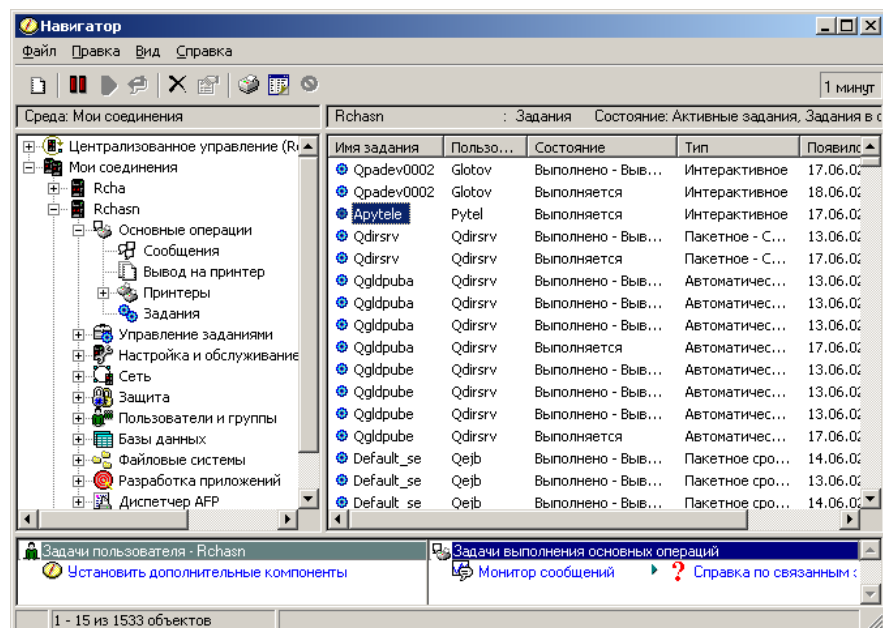 Навигатор
Файл Правка Вид Справка
1 минут
Среда: Мои соединения
Rchasn : Задания Состояние: Активные задания, Задания в о
Централизованное управление (Rc
Мои соединения
Rcha
Rchasn
Основные операции
Сообщения
Вывод на принтер
Принтеры
Задания
Управление заданиями
Настройка и обслуживание
Сеть
Защита
Пользователи и группы
Базы данных
Файловые системы
Разработка приложений
Диспетчер AFP
Имя задания Пользо... Состояние Тип Появилс
Qpadev0002 Glotov Выполнено - Выв... Интерактивное 17.06.02
Qpadev0002 Glotov Выполняется Интерактивное 18.06.02
Apytele Pytel Выполняется Интерактивное 17.06.02
Qdirsrv Qdirsrv Выполнено - Выв... Пакетное - С... 13.06.02
Qdirsrv Qdirsrv Выполняется Пакетное - С... 17.06.02
Qgldpuba Qdirsrv Выполнено - Выв... Автоматичес... 13.06.02
Qgldpuba Qdirsrv Выполнено - Выв... Автоматичес... 13.06.02
Qgldpuba Qdirsrv Выполнено - Выв... Автоматичес... 13.06.02
Qgldpuba Qdirsrv Выполняется Автоматичес... 17.06.02
Qgldpube Qdirsrv Выполнено - Выв... Автоматичес... 13.06.02
Qgldpube Qdirsrv Выполнено - Выв... Автоматичес... 13.06.02
Qgldpube Qdirsrv Выполнено - Выв... Автоматичес... 13.06.02
Qgldpube Qdirsrv Выполняется Автоматичес... 17.06.02
Default_se Qejb Выполнено - Выв... Пакетное сро... 14.06.02
Default_se Qejb Выполнено - Выв... Пакетное сро... 13.06.02
Default_se Qejb Выполнено - Выв... Пакетное сро... 14.06.02
Задачи пользователя - Rchasn
Установить дополнительные компоненты
Задачи выполнения основных операций
Монитор сообщений Справка по связанным
1 - 15 из 1533 объектов